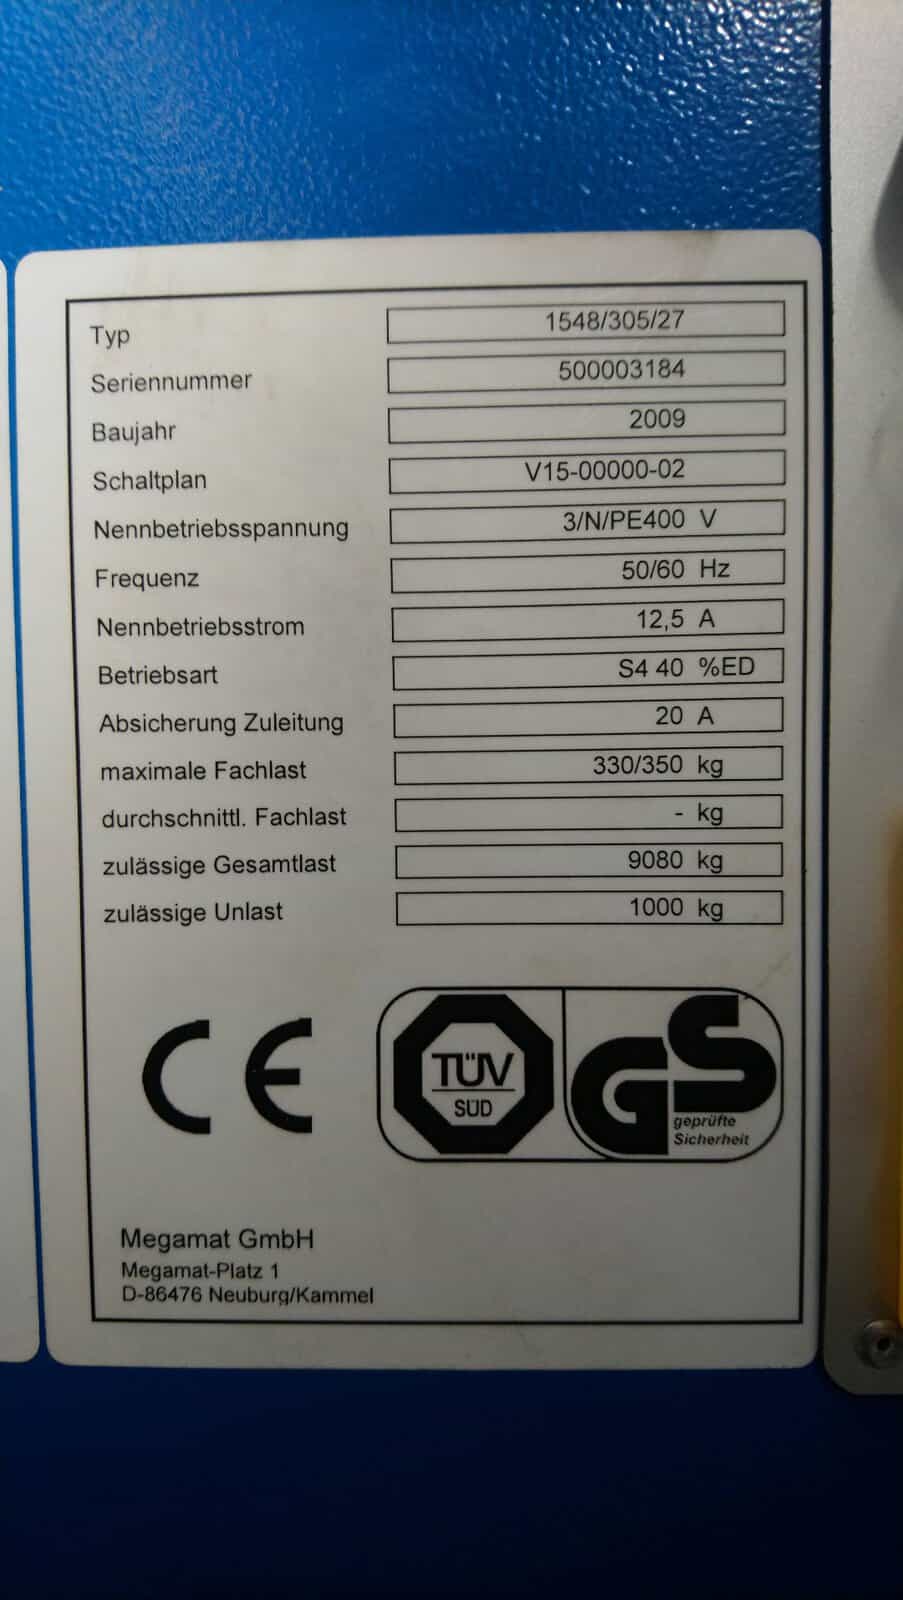 Typ 1548/305/27
Seriennummer 500003184
Baujahr 2009
Schaltplan V15-00000-02
Nennbetriebsspannung 3/N/PE400 V
Frequenz 50/60 Hz
Nennbetriebsstrom 12,5 A
Betriebsart S4 40 %ED
Absicherung Zuleitung 20 A
maximale Fachlast 330/350 kg
durchschnittl. Fachlast - kg
zulässige Gesamtlast 9080 kg
zulässige Unlast 1000 kg
CE
TÜV
SÜD
GS
geprüfte
Sicherheit
Megamat GmbH
Megamat-Platz 1
D-86476 Neuburg/Kammel